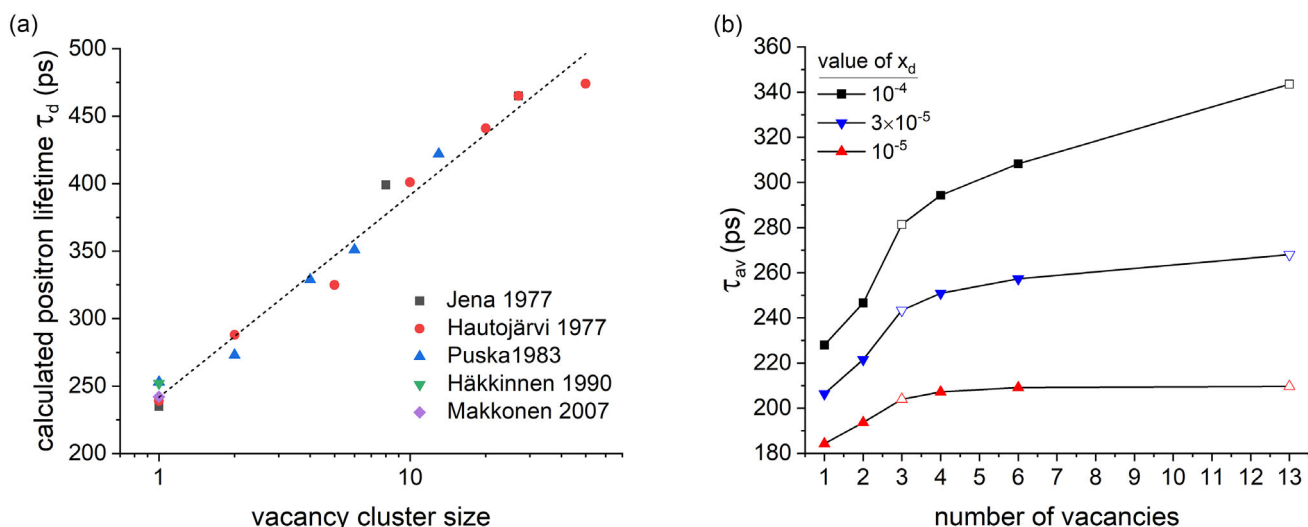 (a)
500
450
400
350
300
250
200
calculated positron lifetime τd (ps)
Jena 1977
Hautojärvi 1977
Puska1983
Häkkinnen 1990
Makkonen 2007
1 10
vacancy cluster size
(b)
360
340
320
300
280
260
240
220
200
180
τav (ps)
value of xd
10⁻⁴
3×10⁻⁵
10⁻⁵
1 2 3 4 5 6 7 8 9 10 11 12 13
number of vacancies